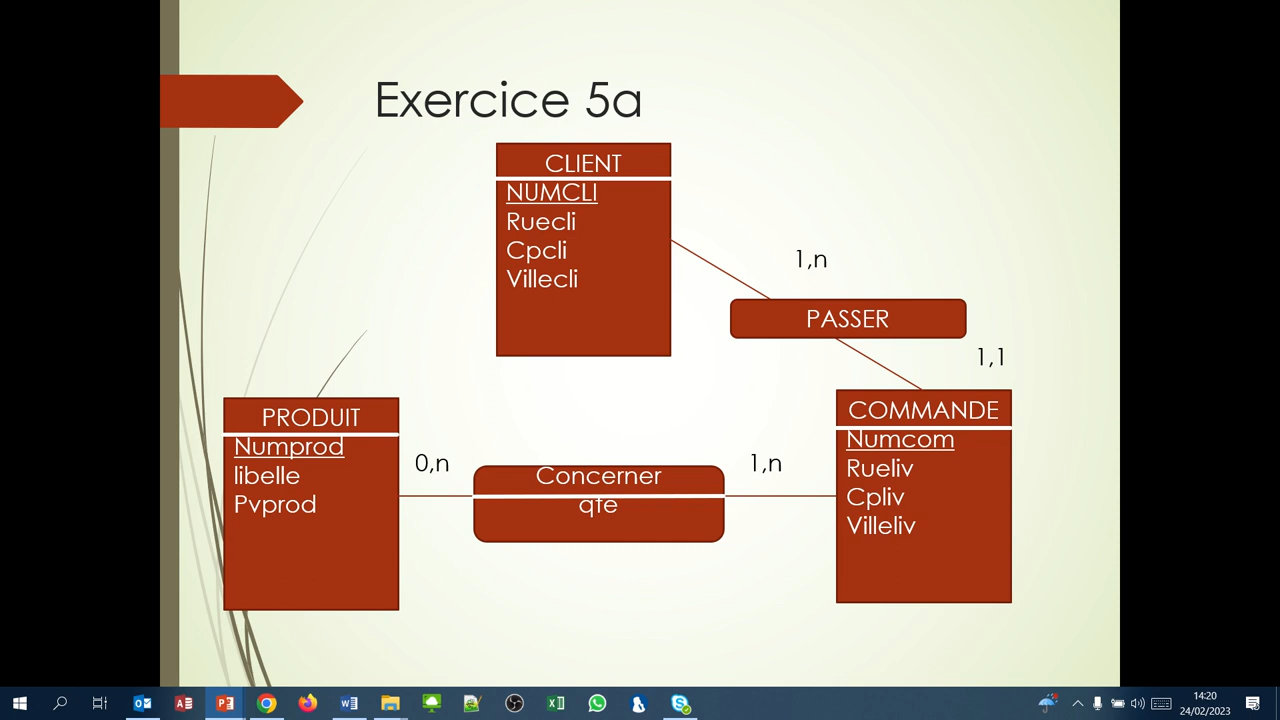 Exercice 5a
CLIENT
NUMCLI
Ruecli
Cpcli
Villecli
1,n
PASSER
1,1
PRODUIT
Numprod
libelle
Pvprod
0,n
Concerner
qte
1,n
COMMANDE
Numcom
Rueliv
Cpliv
Villeliv
14:20
24/02/2023